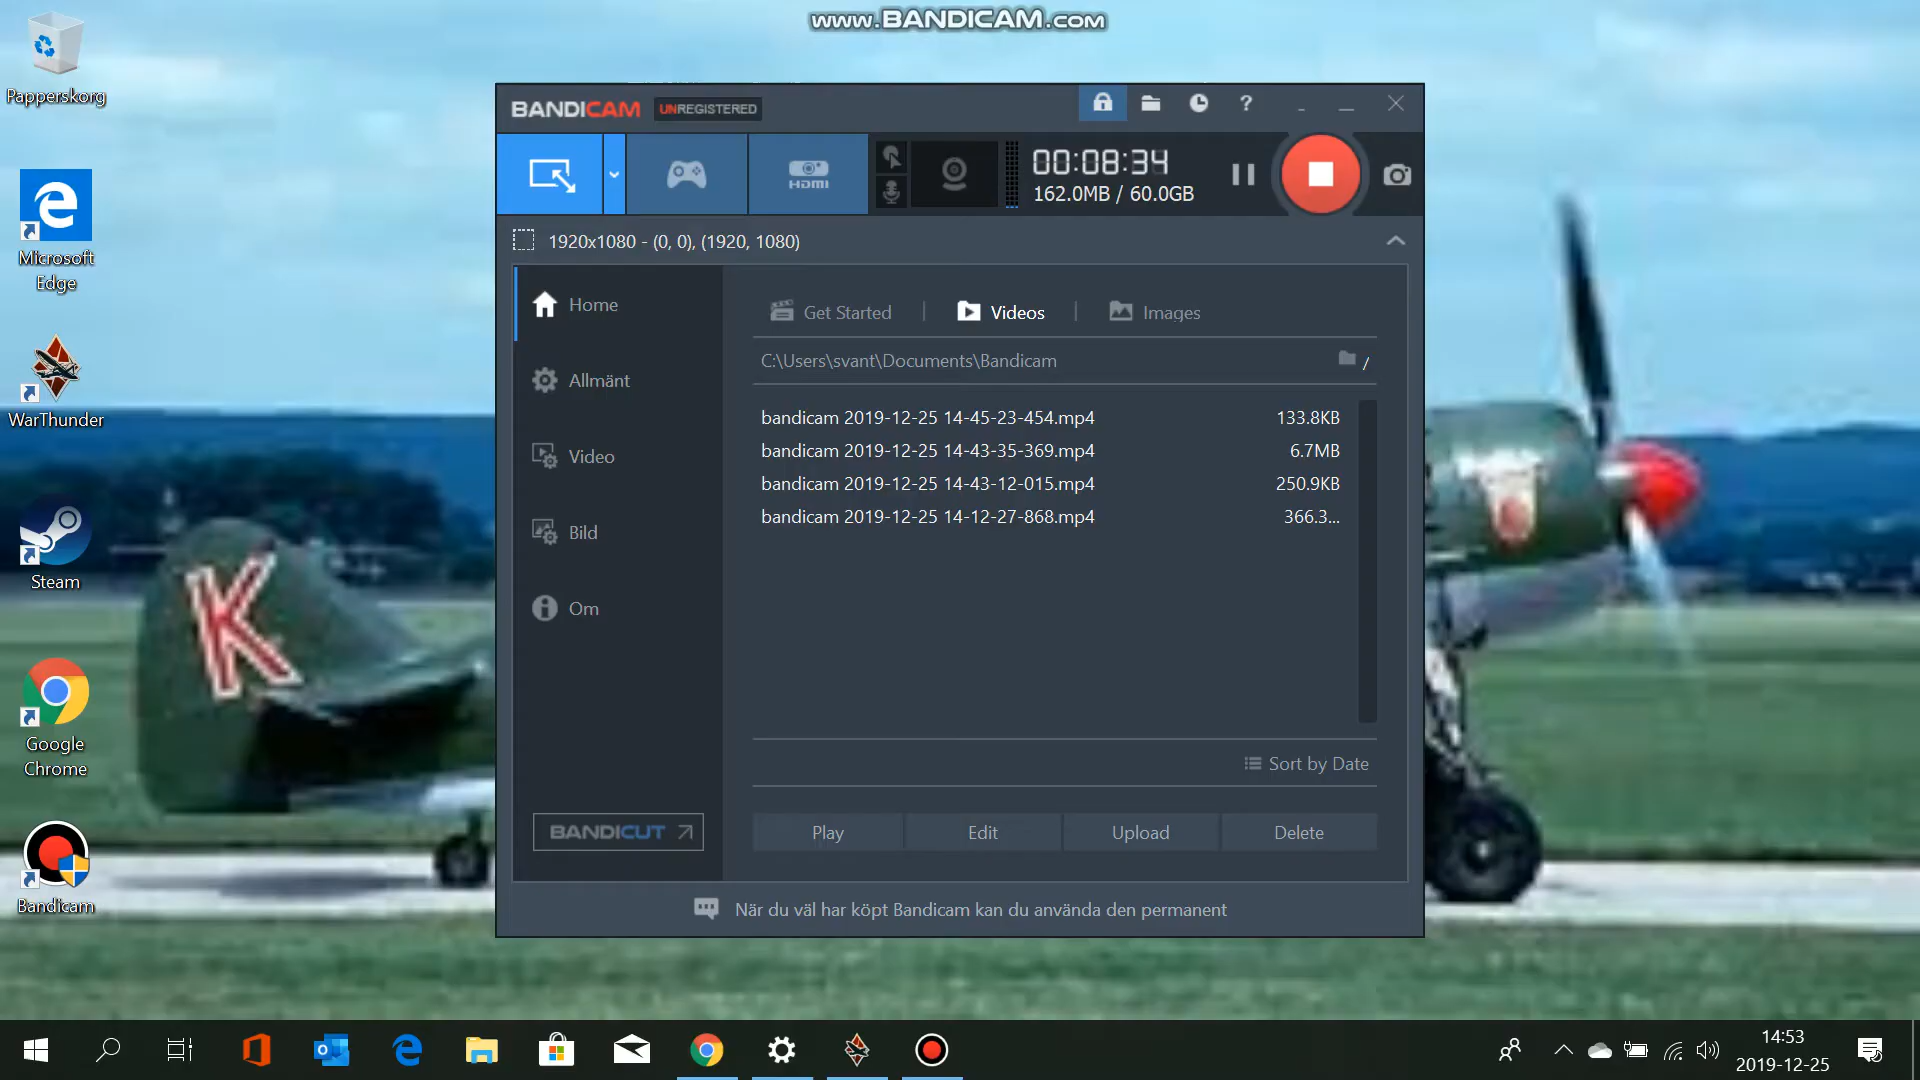 www.BANDICAM.com
Papperskorg
Microsoft
Edge
WarThunder
Steam
Google
Chrome
Bandicam
BANDICAM UNREGISTERED
?
HDMI
00:08:34
162.0MB / 60.0GB
1920x1080 - (0, 0), (1920, 1080)
Home
Allmänt
Video
Bild
Om
BANDICUT
Get Started | Videos | Images
C:\Users\svant\Documents\Bandicam /
bandicam 2019-12-25 14-45-23-454.mp4 133.8KB
bandicam 2019-12-25 14-43-35-369.mp4 6.7MB
bandicam 2019-12-25 14-43-12-015.mp4 250.9KB
bandicam 2019-12-25 14-12-27-868.mp4 366.3...
Sort by Date
Play Edit Upload Delete
När du väl har köpt Bandicam kan du använda den permanent
K
14:53
2019-12-25